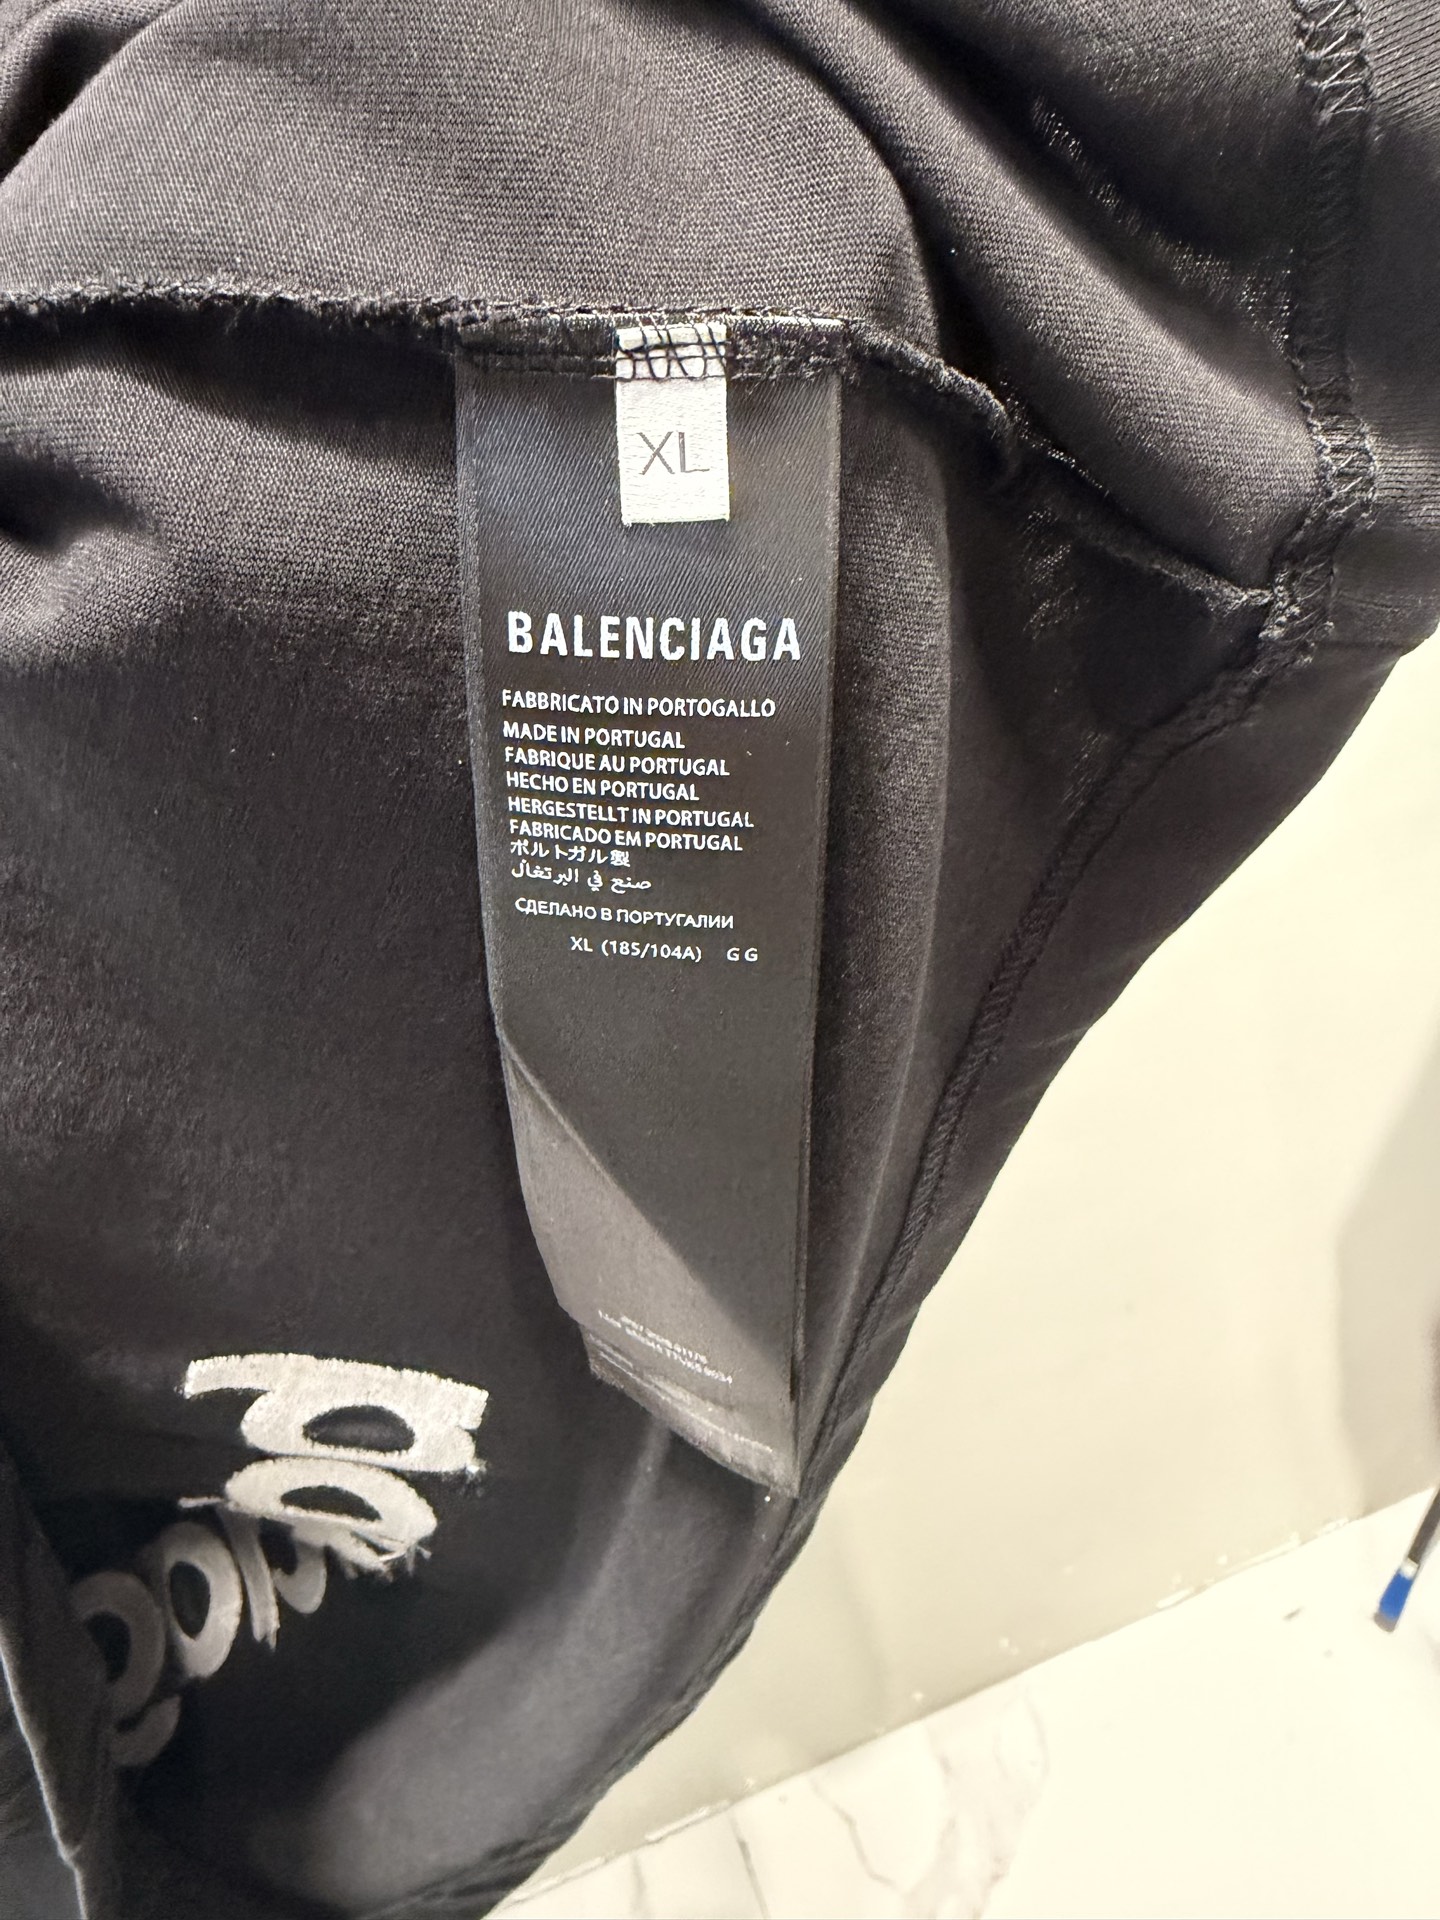 XL
BALENCIAGA
FABBRICATO IN PORTOGALLO
MADE IN PORTUGAL
FABRIQUE AU PORTUGAL
HECHO EN PORTUGAL
HERGESTELLT IN PORTUGAL
FABRICADO EM PORTUGAL
ポルトガル製
صنع في البرتغال
СДЕЛАНО В ПОРТУГАЛИИ
XL (185/104A) G G